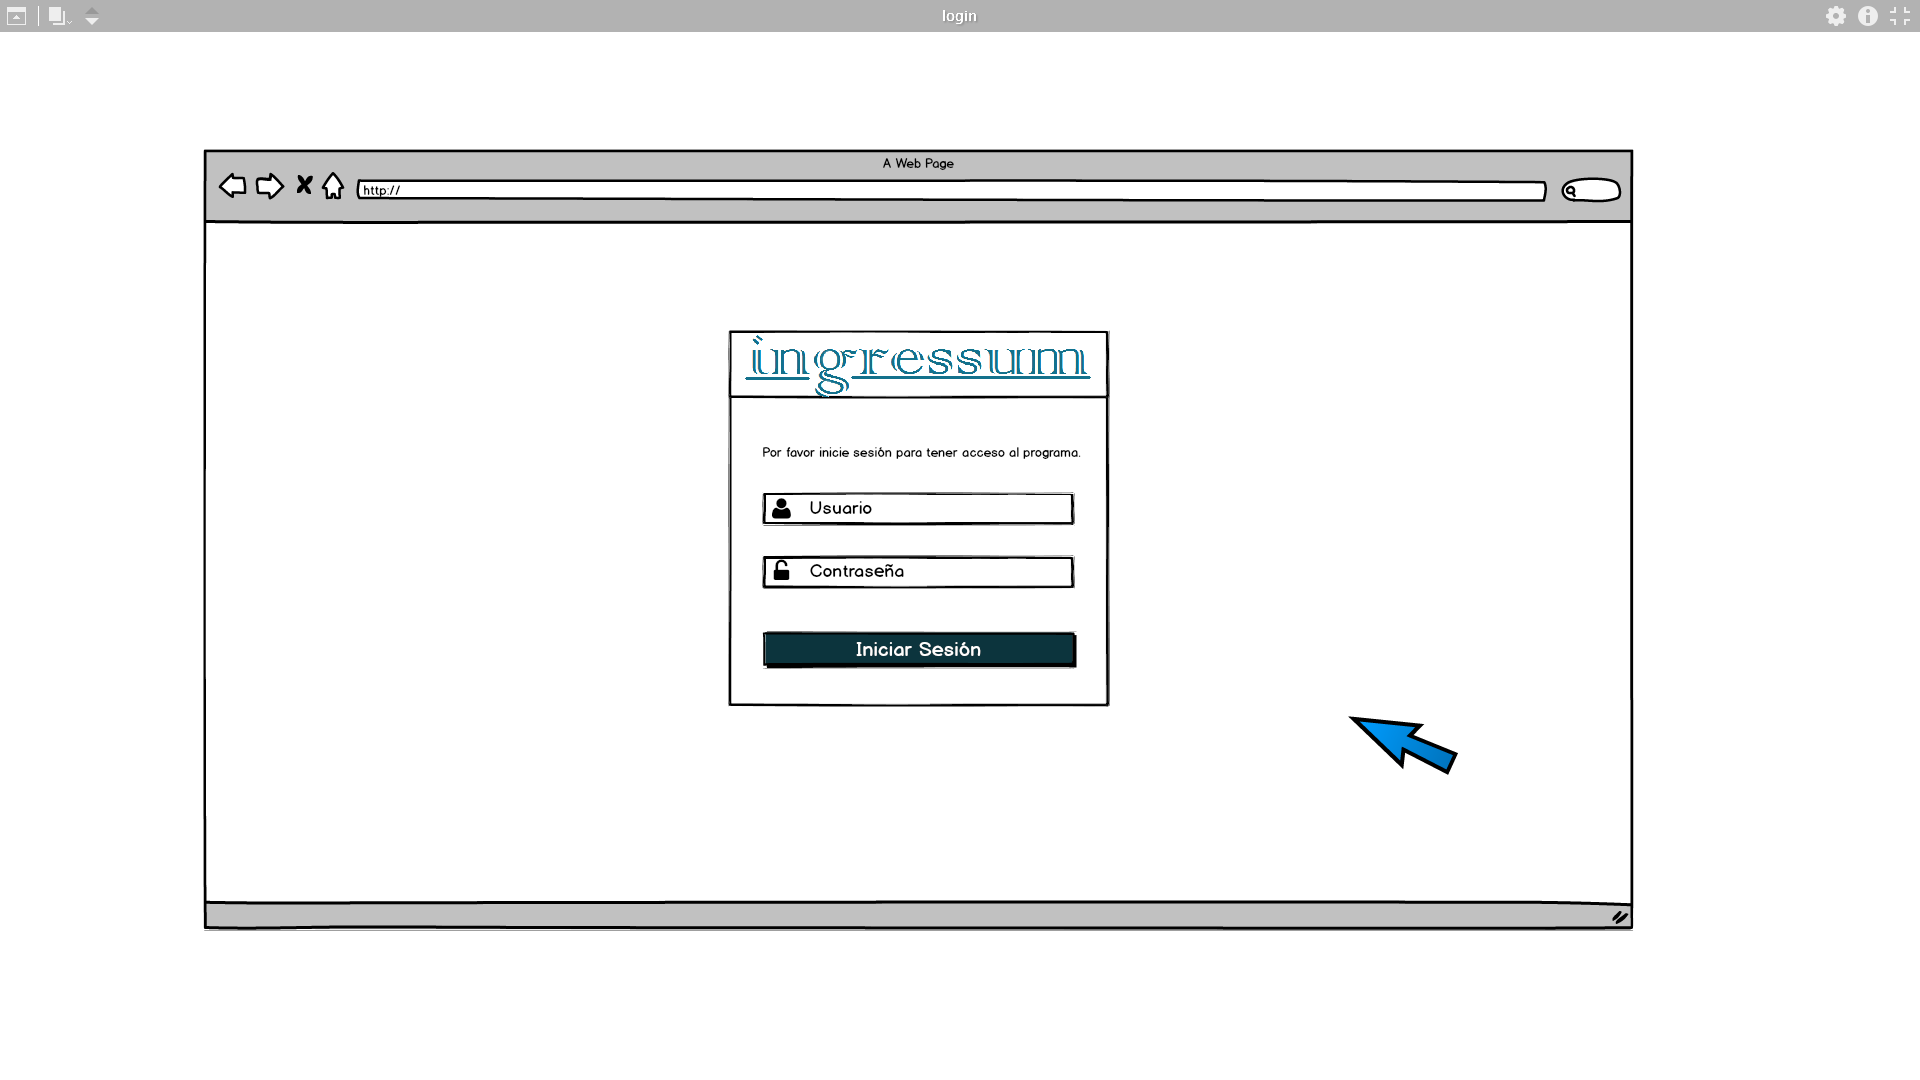 login
A Web Page
http://
ingressum
Por favor inicie sesión para tener acceso al programa.
Usuario
Contraseña
Iniciar Sesión